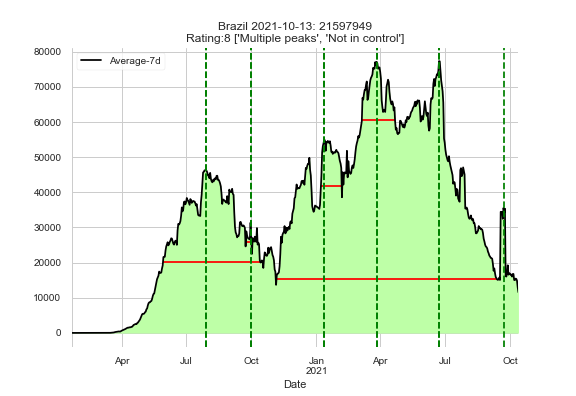 Brazil 2021-10-13: 21597949
Rating:8 ['Multiple peaks', 'Not in control']
80000
Average-7d
70000
60000
50000
40000
30000
20000
10000
0
Apr Jul Oct Jan Apr Jul Oct
2021
Date